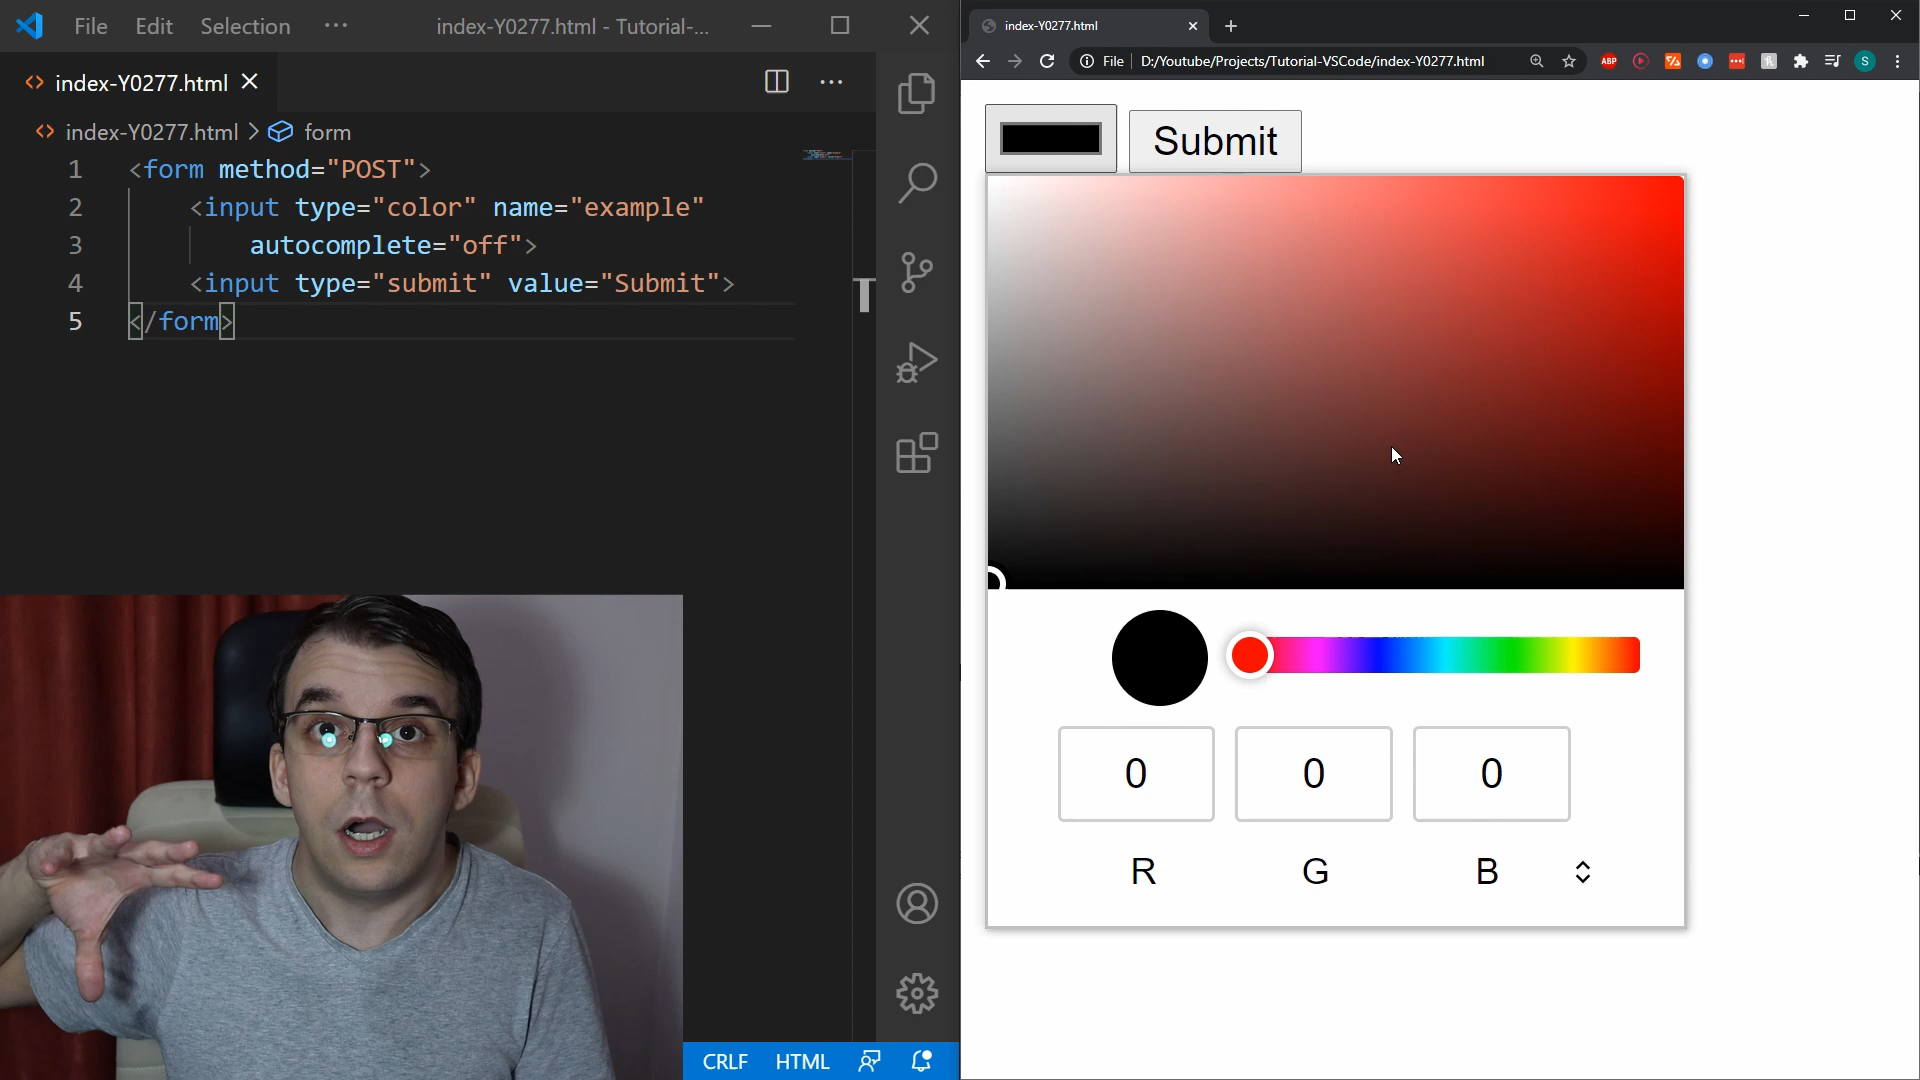 File Edit Selection ··· index-Y0277.html - Tutorial-...
index-Y0277.html
index-Y0277.html > form
1 <form method="POST">
2 <input type="color" name="example"
3 autocomplete="off">
4 <input type="submit" value="Submit">
5 </form>
CRLF HTML
index-Y0277.html
File D:/Youtube/Projects/Tutorial-VSCode/index-Y0277.html ABP S
Submit
0 0 0
R G B